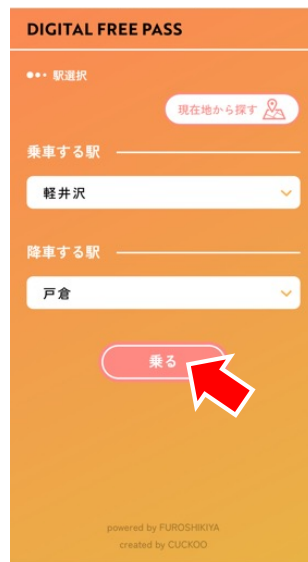 DIGITAL FREE PASS
駅選択
現在地から探す
乗車する駅
軽井沢
降車する駅
戸倉
乗る
powered by FUROSHIKIYA
created by CUCKOO